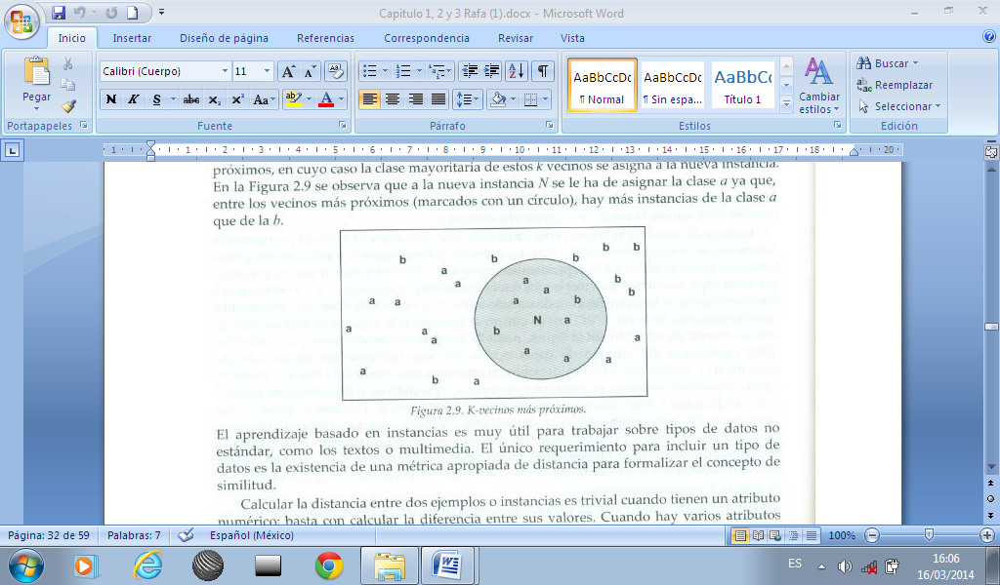 Capitulo 1, 2 y 3 Rafa (1).docx - Microsoft Word
Inicio Insertar Diseño de página Referencias Correspondencia Revisar Vista
Pegar
Calibri (Cuerpo) 11
N K S abc x₂ x² Aa
AaBbCcDc AaBbCcDc AaBbCc
¶ Normal ¶ Sin espa... Título 1
Cambiar estilos
Buscar
Reemplazar
Seleccionar
Portapapeles Fuente Párrafo Estilos Edición
1 1 2 3 4 5 6 7 8 9 10 11 12 13 14 15 16 17 18 20
próximos, en cuyo caso la clase mayoritaria de estos k vecinos se asigna a la nueva instancia.
En la Figura 2.9 se observa que a la nueva instancia N se le ha de asignar la clase a ya que,
entre los vecinos más próximos (marcados con un círculo), hay más instancias de la clase a
que de la b.
b b
b b b
a
a a b
a b
a a a b
a N a
a a b a
a a
a a a
b a
Figura 2.9. K-vecinos más próximos.
El aprendizaje basado en instancias es muy útil para trabajar sobre tipos de datos no
estándar, como los textos o multimedia. El único requerimiento para incluir un tipo de
datos es la existencia de una métrica apropiada de distancia para formalizar el concepto de
similitud.
Calcular la distancia entre dos ejemplos o instancias es trivial cuando tienen un atributo
numérico: basta con calcular la diferencia entre sus valores. Cuando hay varios atributos
Página: 32 de 59 Palabras: 7 Español (México) 100%
ES 16:06
16/03/2014